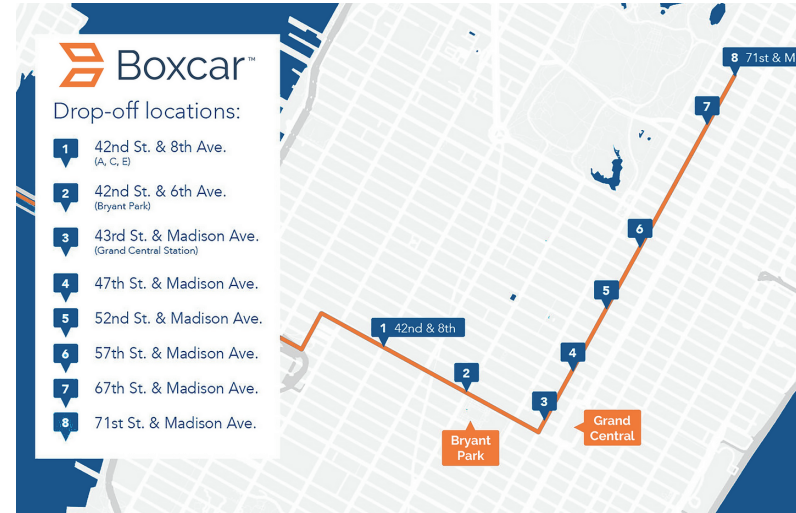 Boxcar™
Drop-off locations:
1 42nd St. & 8th Ave.
(A, C, E)
2 42nd St. & 6th Ave.
(Bryant Park)
3 43rd St. & Madison Ave.
(Grand Central Station)
4 47th St. & Madison Ave.
5 52nd St. & Madison Ave.
6 57th St. & Madison Ave.
7 67th St. & Madison Ave.
8 71st St. & Madison Ave.
8 71st & M
7
6
5
1 42nd & 8th
4
2
3
Grand
Central
Bryant
Park